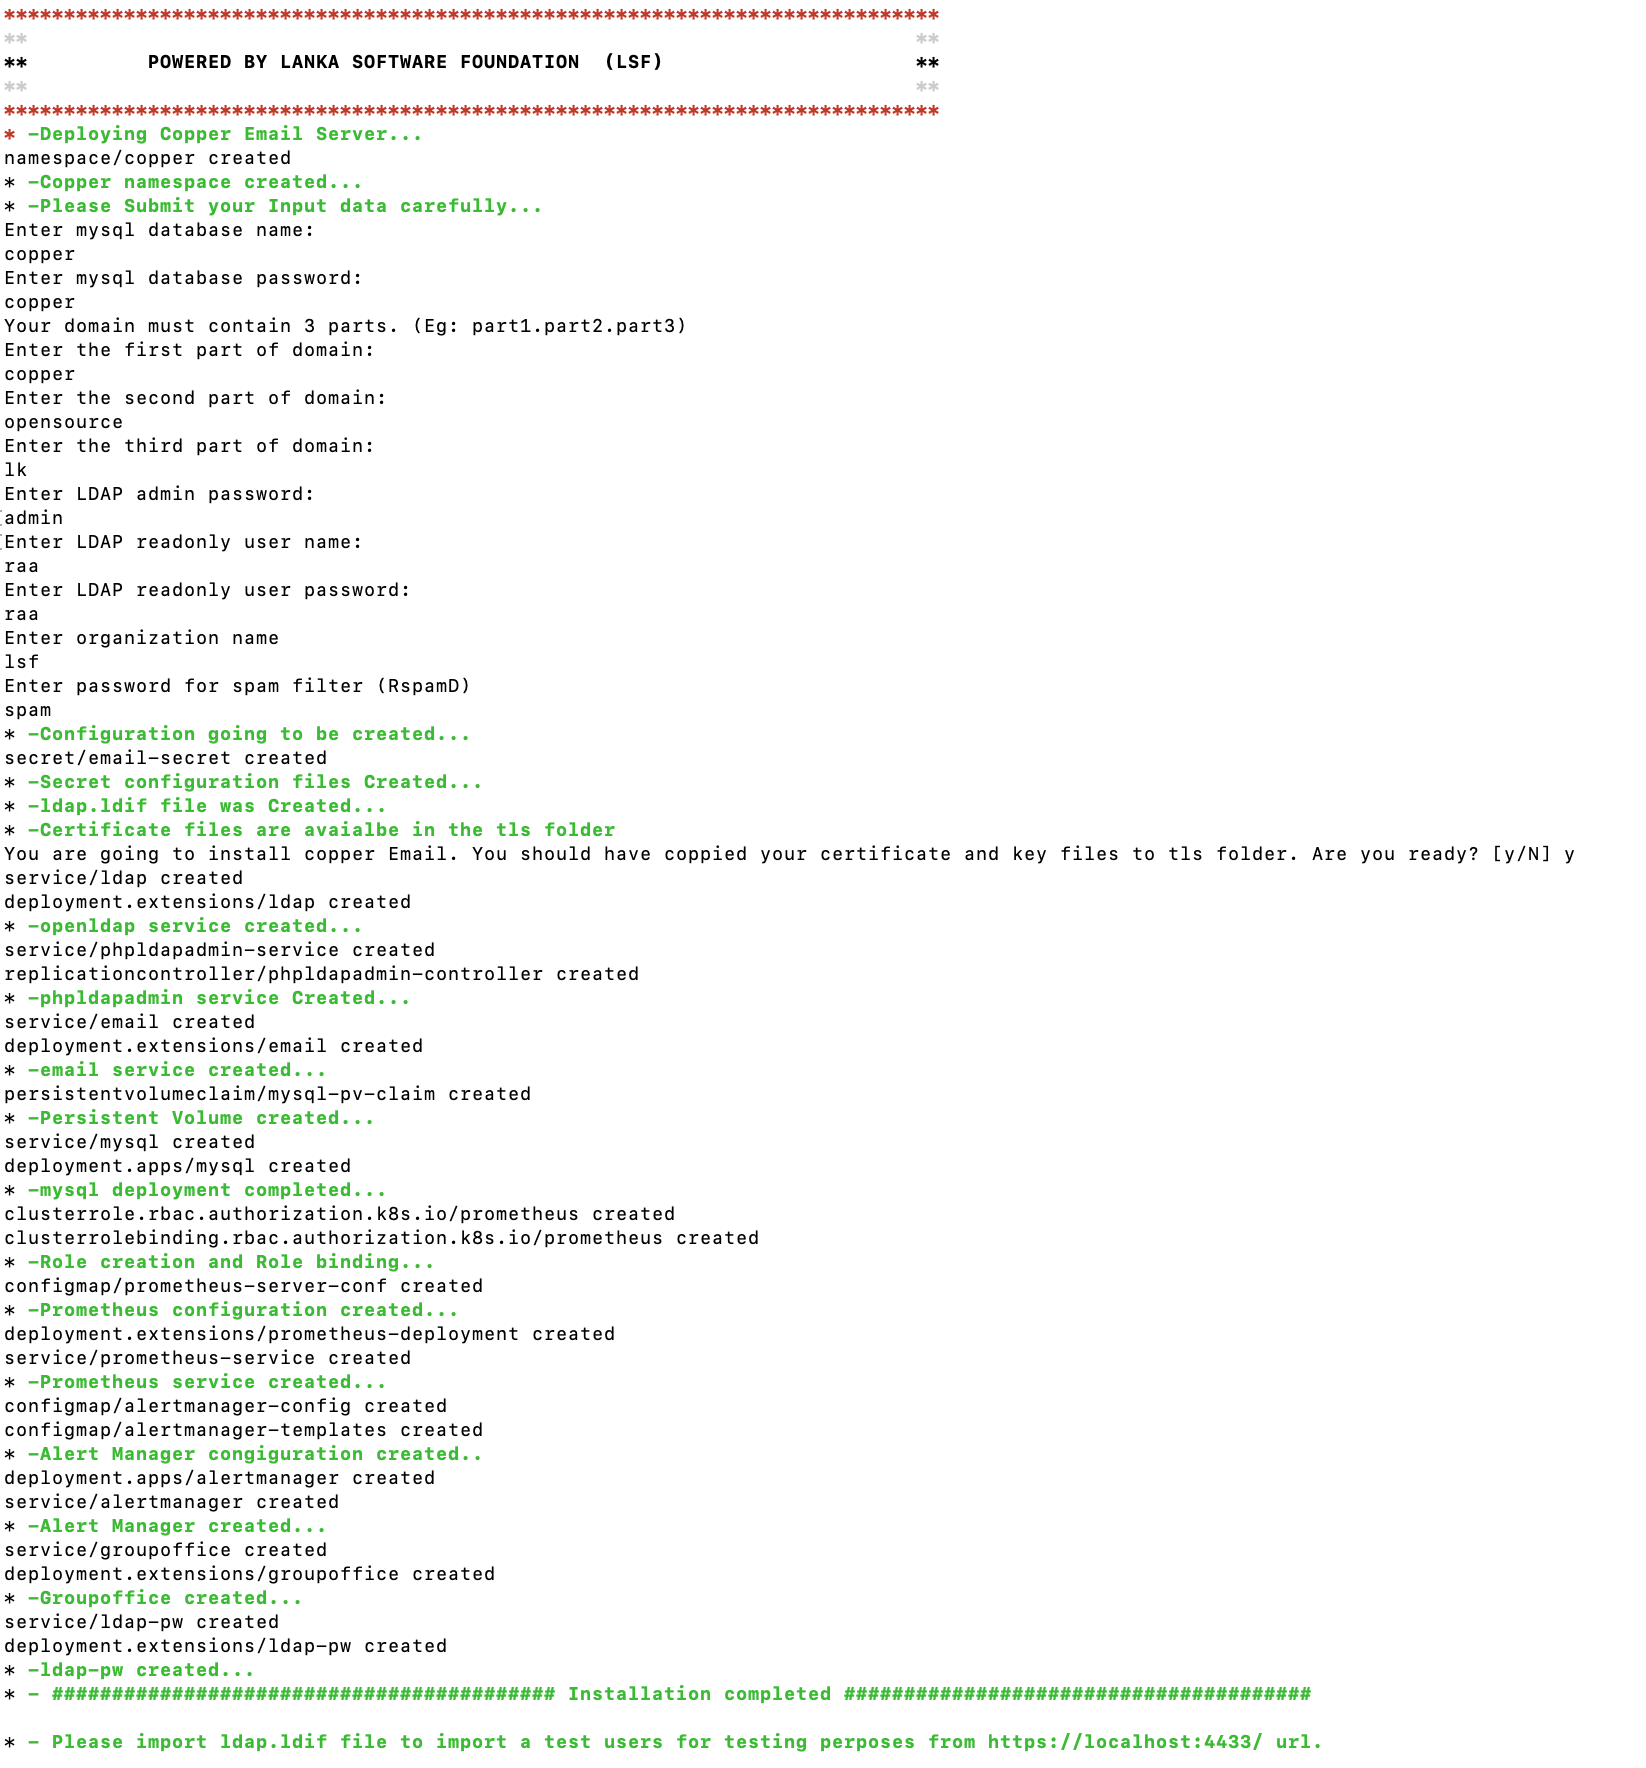 ******************************************************************************
** **
** POWERED BY LANKA SOFTWARE FOUNDATION (LSF) **
** **
******************************************************************************
* -Deploying Copper Email Server...
namespace/copper created
* -Copper namespace created...
* -Please Submit your Input data carefully...
Enter mysql database name:
copper
Enter mysql database password:
copper
Your domain must contain 3 parts. (Eg: part1.part2.part3)
Enter the first part of domain:
copper
Enter the second part of domain:
opensource
Enter the third part of domain:
lk
Enter LDAP admin password:
admin
Enter LDAP readonly user name:
raa
Enter LDAP readonly user password:
raa
Enter organization name
lsf
Enter password for spam filter (RspamD)
spam
* -Configuration going to be created...
secret/email-secret created
* -Secret configuration files Created...
* -ldap.ldif file was Created...
* -Certificate files are avaialbe in the tls folder
You are going to install copper Email. You should have coppied your certificate and key files to tls folder. Are you ready? [y/N] y
service/ldap created
deployment.extensions/ldap created
* -openldap service created...
service/phpldapadmin-service created
replicationcontroller/phpldapadmin-controller created
* -phpldapadmin service Created...
service/email created
deployment.extensions/email created
* -email service created...
persistentvolumeclaim/mysql-pv-claim created
* -Persistent Volume created...
service/mysql created
deployment.apps/mysql created
* -mysql deployment completed...
clusterrole.rbac.authorization.k8s.io/prometheus created
clusterrolebinding.rbac.authorization.k8s.io/prometheus created
* -Role creation and Role binding...
configmap/prometheus-server-conf created
* -Prometheus configuration created...
deployment.extensions/prometheus-deployment created
service/prometheus-service created
* -Prometheus service created...
configmap/alertmanager-config created
configmap/alertmanager-templates created
* -Alert Manager congiguration created..
deployment.apps/alertmanager created
service/alertmanager created
* -Alert Manager created...
service/groupoffice created
deployment.extensions/groupoffice created
* -Groupoffice created...
service/ldap-pw created
deployment.extensions/ldap-pw created
* -ldap-pw created...
* - ########################################## Installation completed #######################################
* - Please import ldap.ldif file to import a test users for testing perposes from https://localhost:4433/ url.